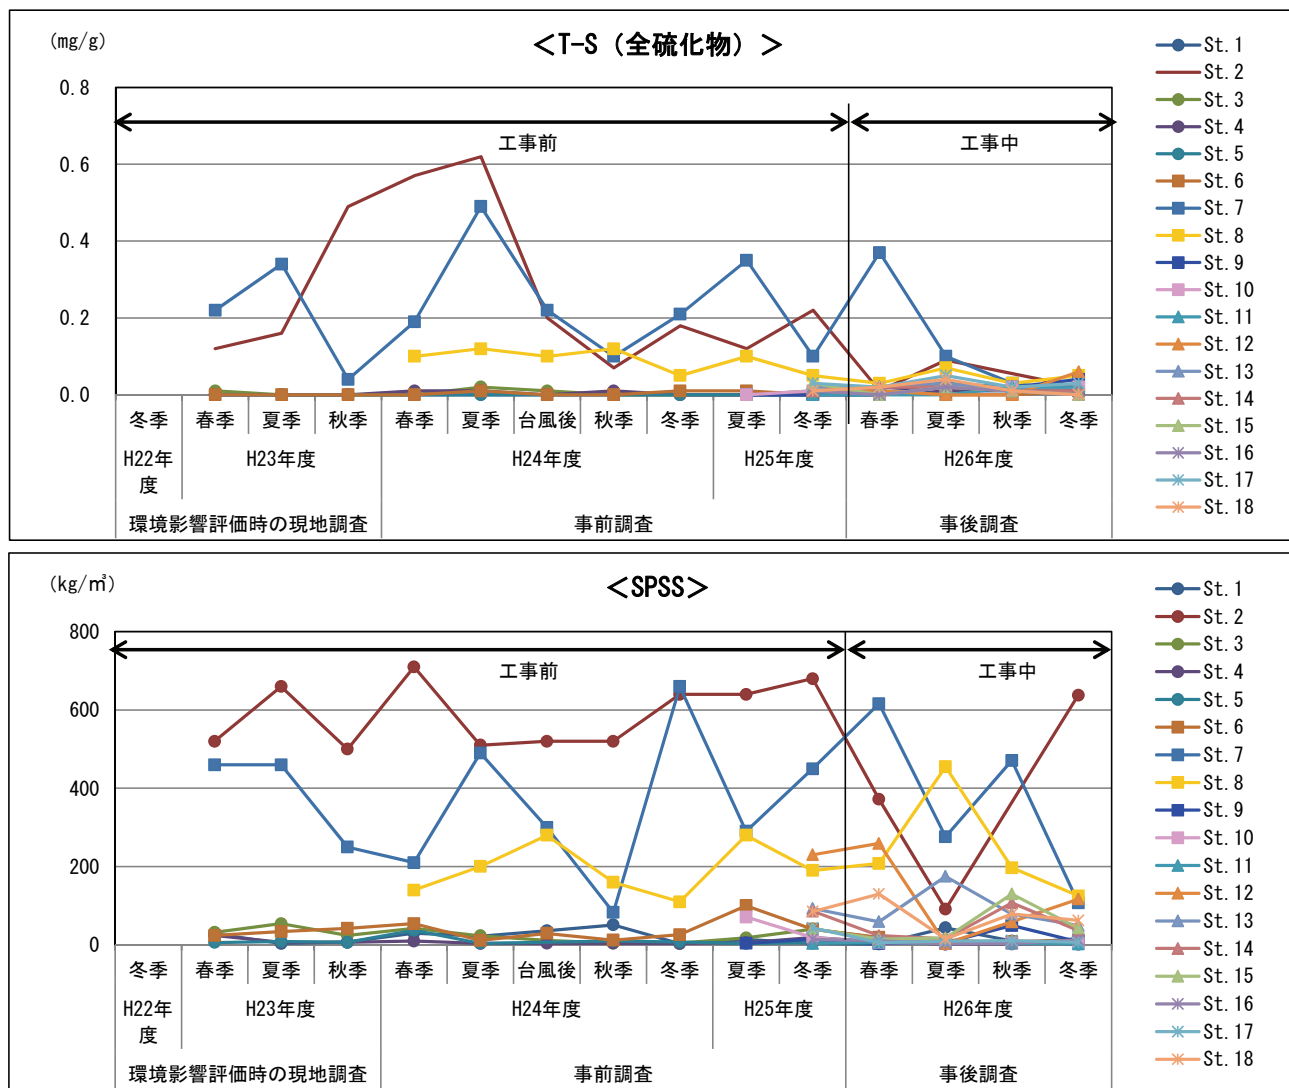 (mg/g)
＜T-S（全硫化物）＞
0.8
0.6
0.4
0.2
0.0
工事前
工事中
冬季 春季 夏季 秋季 春季 夏季 台風後 秋季 冬季 夏季 冬季 春季 夏季 秋季 冬季
H22年度 H23年度 H24年度 H25年度 H26年度
環境影響評価時の現地調査 事前調査 事後調査
St.1
St.2
St.3
St.4
St.5
St.6
St.7
St.8
St.9
St.10
St.11
St.12
St.13
St.14
St.15
St.16
St.17
St.18
(kg/㎥)
＜SPSS＞
800
600
400
200
0
工事前
工事中
冬季 春季 夏季 秋季 春季 夏季 台風後 秋季 冬季 夏季 冬季 春季 夏季 秋季 冬季
H22年度 H23年度 H24年度 H25年度 H26年度
環境影響評価時の現地調査 事前調査 事後調査
St.1
St.2
St.3
St.4
St.5
St.6
St.7
St.8
St.9
St.10
St.11
St.12
St.13
St.14
St.15
St.16
St.17
St.18